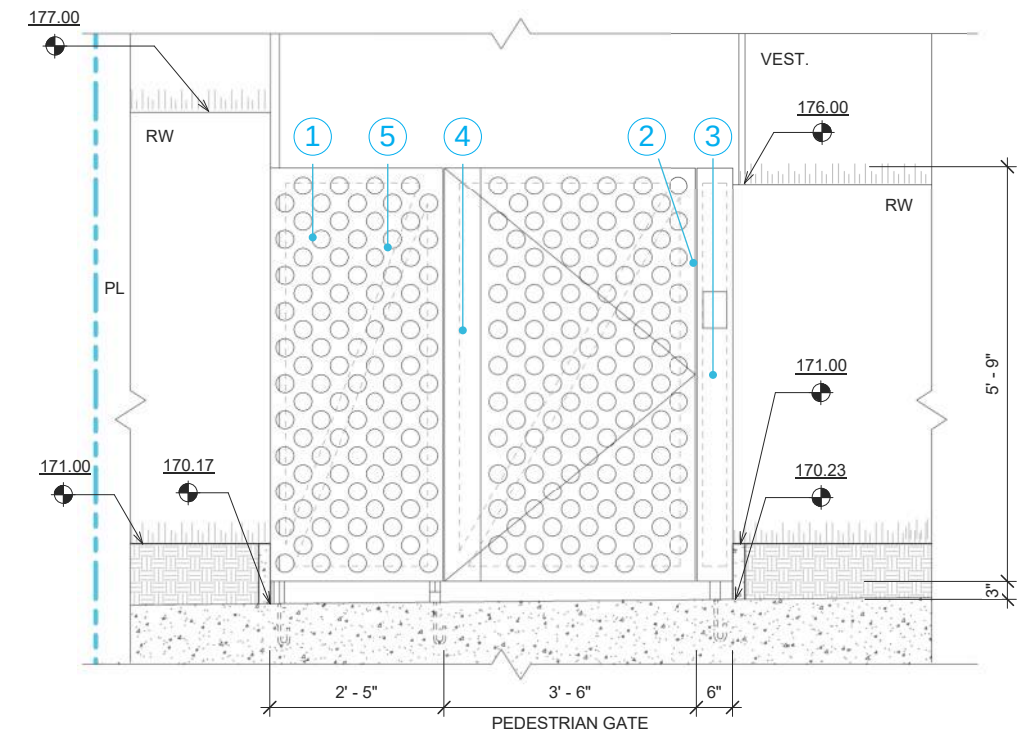 177.00
VEST.
176.00
RW
1
5
4
2
3
RW
PL
5' - 9"
171.00
171.00
170.17
170.23
3"
2' - 5"
3' - 6"
6"
PEDESTRIAN GATE